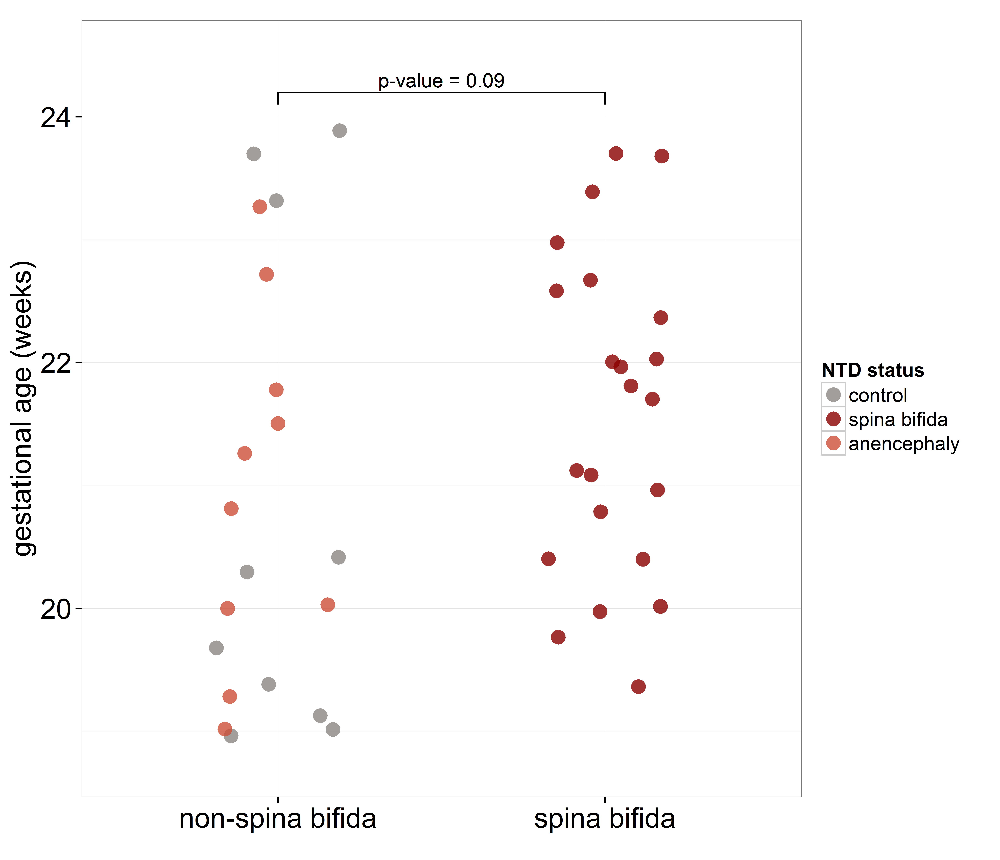 p-value = 0.09
24
22
20
gestational age (weeks)
non-spina bifida
spina bifida
NTD status
control
spina bifida
anencephaly